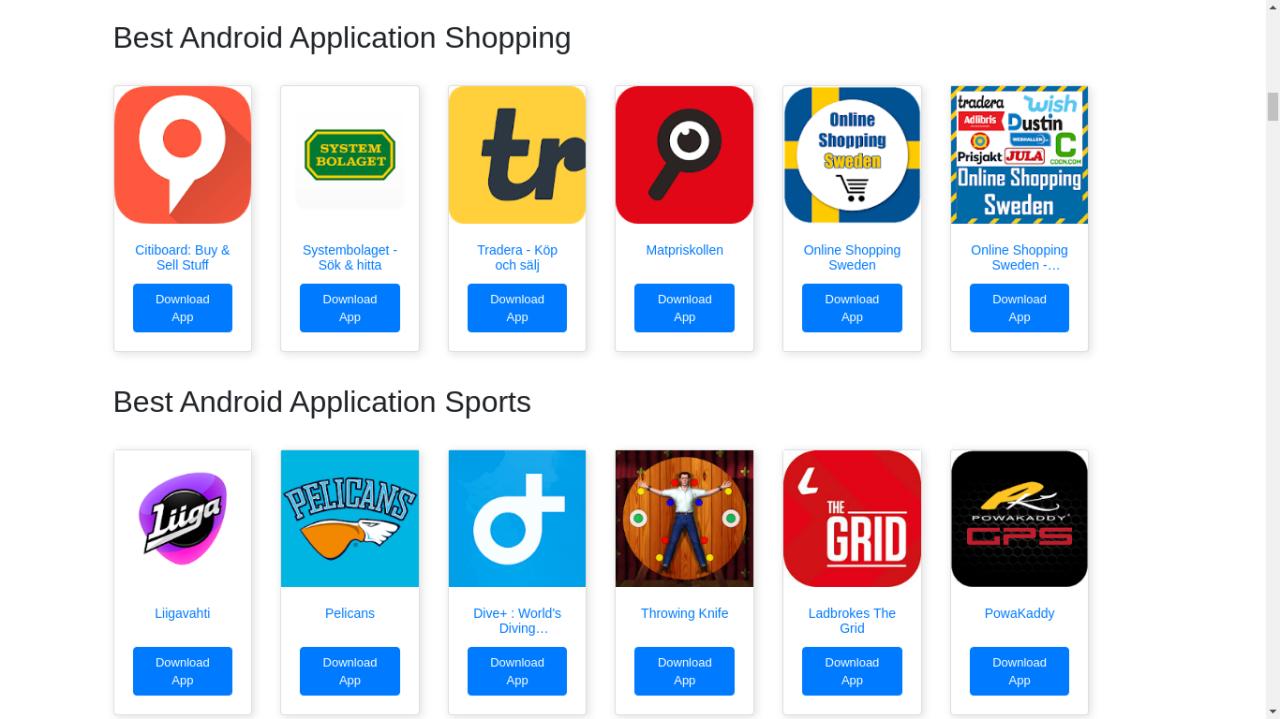 Best Android Application Shopping
SYSTEM
BOLAGET
tr
Online
Shopping
Sweden
tradera wish
Adlibris Dustin
WEBHALLEN
Prisjakt JULA CDON.COM
Online Shopping
Sweden
Citiboard: Buy &
Sell Stuff
Systembolaget -
Sök & hitta
Tradera - Köp
och sälj
Matpriskollen
Online Shopping
Sweden
Online Shopping
Sweden -…
Download
App
Download
App
Download
App
Download
App
Download
App
Download
App
Best Android Application Sports
Liiga
PELICANS
THE
GRID
POWAKADDY
GPS
Liigavahti
Pelicans
Dive+ : World's
Diving…
Throwing Knife
Ladbrokes The
Grid
PowaKaddy
Download
App
Download
App
Download
App
Download
App
Download
App
Download
App